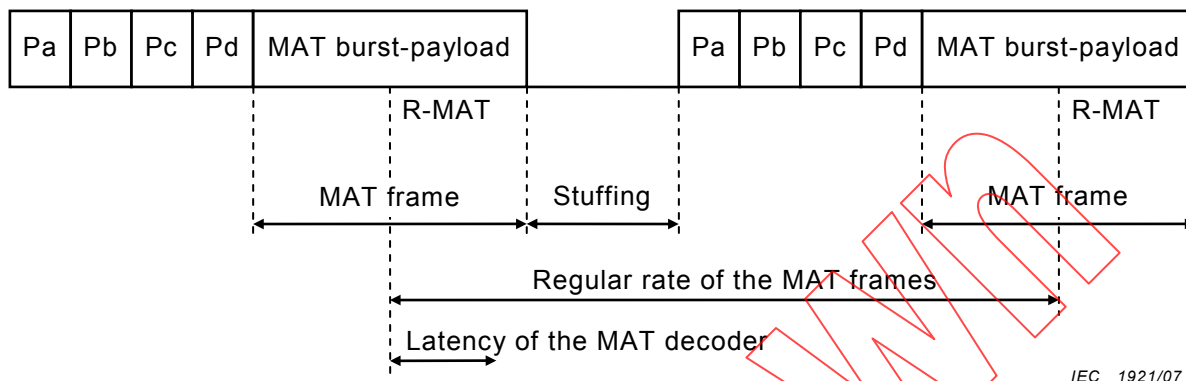 Pa Pb Pc Pd MAT burst-payload Pa Pb Pc Pd MAT burst-payload
R-MAT R-MAT
MAT frame Stuffing MAT frame
Regular rate of the MAT frames
Latency of the MAT decoder
wn
IEC 1921/07